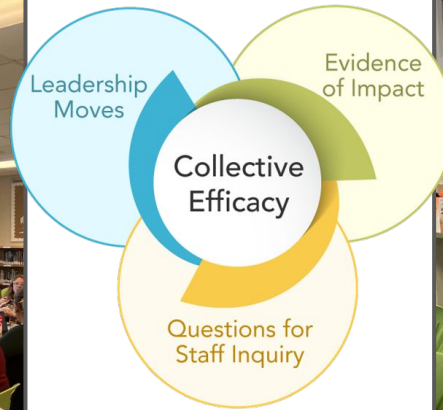 Leadership
Moves
Evidence
of Impact
Collective
Efficacy
Questions for
Staff Inquiry